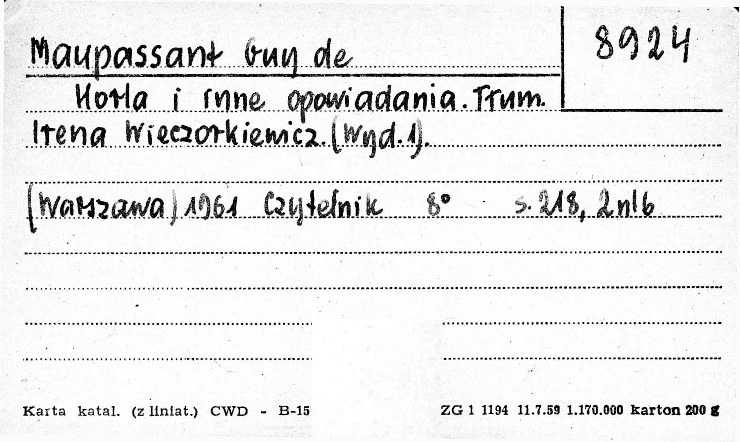 Maupassant Guy de
8924
Horla i inne opowiadania. Tłum.
Irena Wieczorkiewicz. (Wyd. 1).
(Warszawa) 1961 Czytelnik 8° s. 218, 2 nlb
Karta katal. (z liniat.) CWD - B-15
ZG 1 1194 11.7.59 1.170.000 karton 200 g